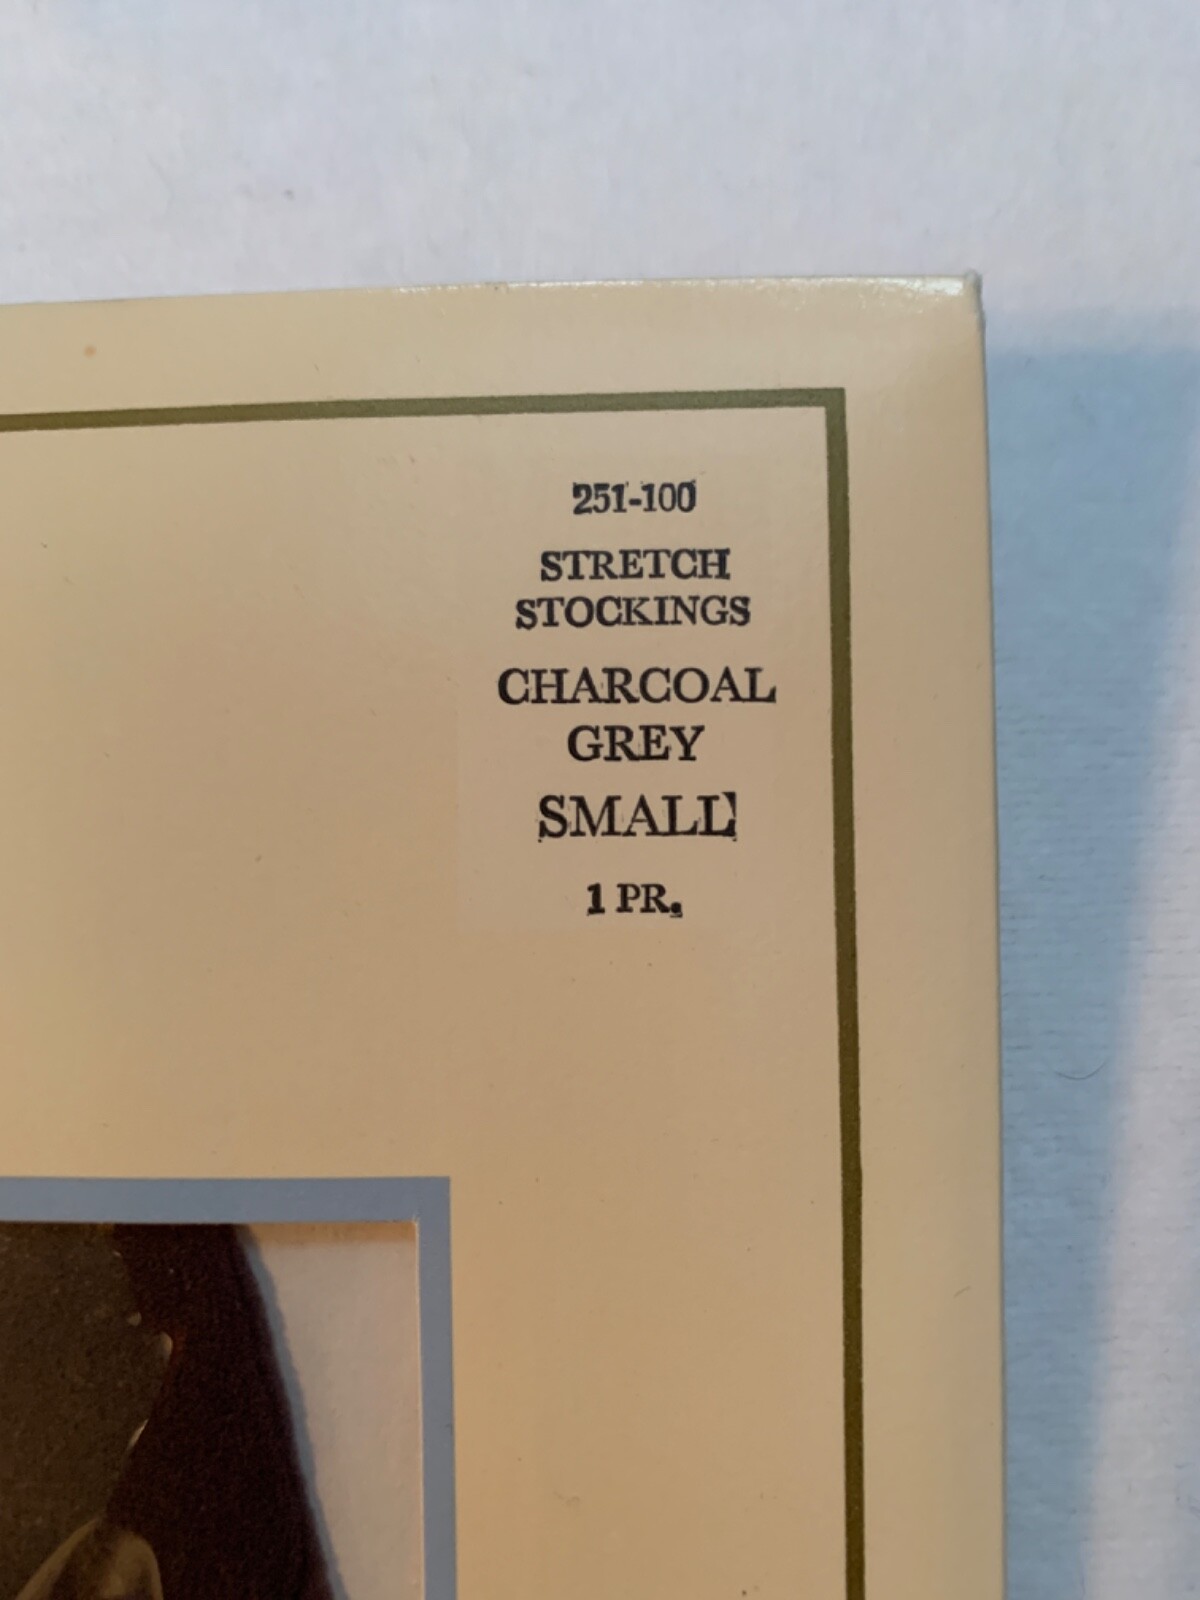 251-100
STRETCH
STOCKINGS
CHARCOAL
GREY
SMALL
1 PR.